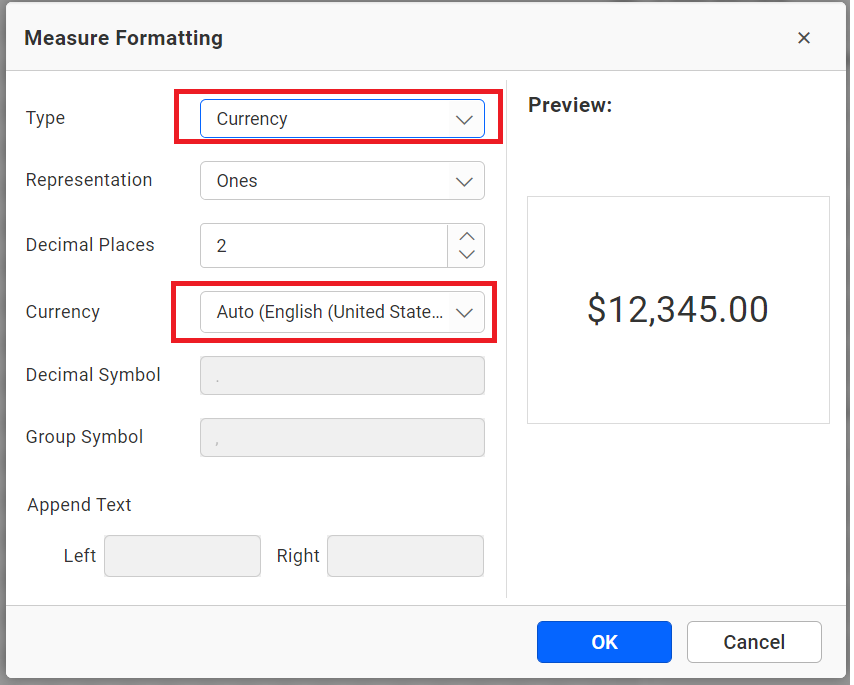 Measure Formatting
Type
Currency
Preview:
Representation
Ones
Decimal Places
2
$12,345.00
Currency
Auto (English (United State...
Decimal Symbol
.
Group Symbol
,
Append Text
Left
Right
OK
Cancel